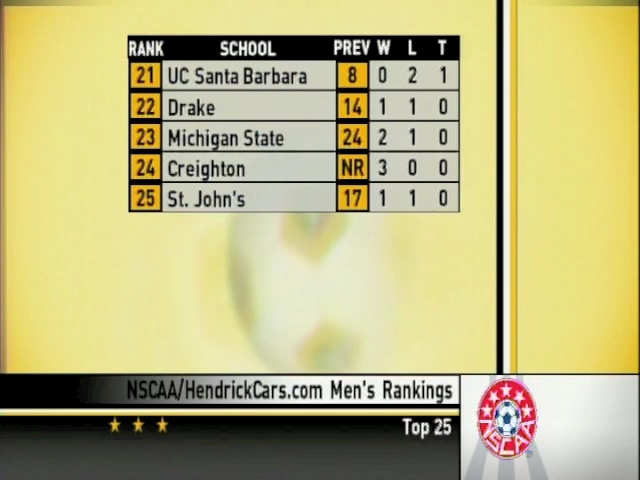 RANK SCHOOL PREV W L T
21 UC Santa Barbara 8 0 2 1
22 Drake 14 1 1 0
23 Michigan State 24 2 1 0
24 Creighton NR 3 0 0
25 St. John's 17 1 1 0
NSCAA/HendrickCars.com Men's Rankings
Top 25
NSCAA